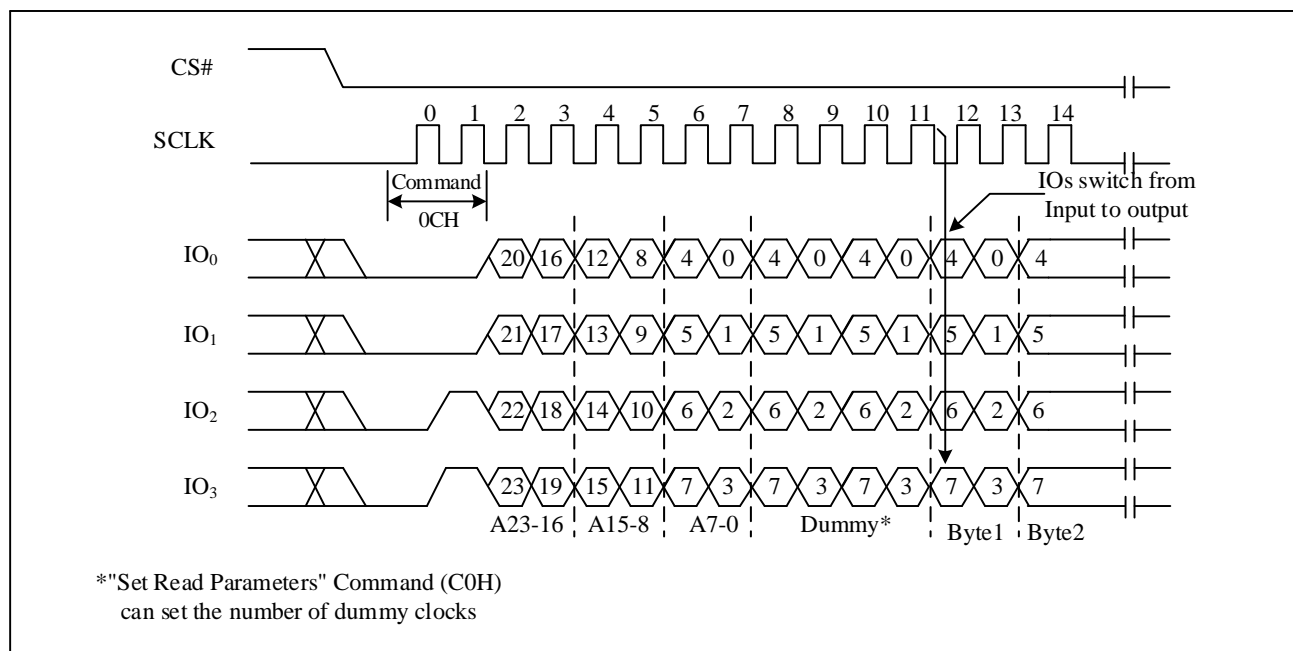 CS#
0 1 2 3 4 5 6 7 8 9 10 11 12 13 14
SCLK
Command
0CH
IOs switch from
Input to output
IO0 20 16 12 8 4 0 4 0 4 0 4 0 4
IO1 21 17 13 9 5 1 5 1 5 1 5 1 5
IO2 22 18 14 10 6 2 6 2 6 2 6 2 6
IO3 23 19 15 11 7 3 7 3 7 3 7 3 7
A23-16 A15-8 A7-0 Dummy* Byte1 Byte2
*"Set Read Parameters" Command (C0H)
can set the number of dummy clocks